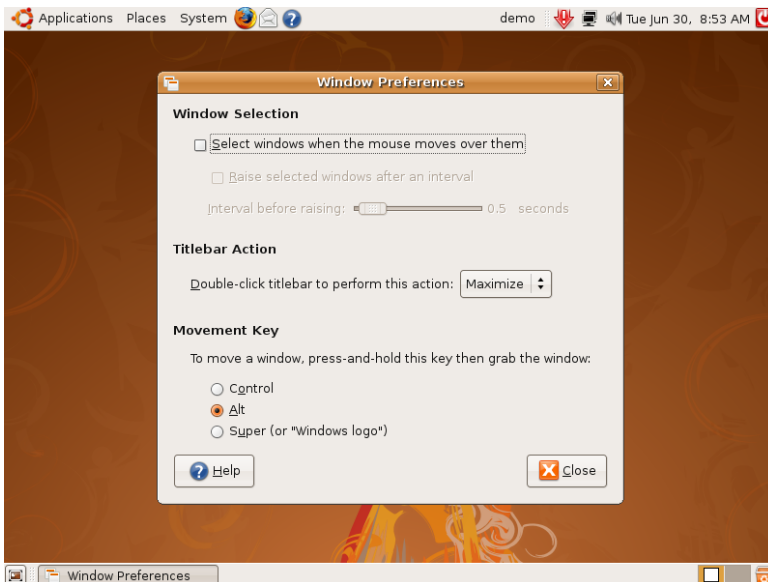 Applications Places System
demo Tue Jun 30, 8:53 AM
Window Preferences
Window Selection
Select windows when the mouse moves over them
Raise selected windows after an interval
Interval before raising: 0.5 seconds
Titlebar Action
Double-click titlebar to perform this action: Maximize
Movement Key
To move a window, press-and-hold this key then grab the window:
Control
Alt
Super (or "Windows logo")
Help Close
Window Preferences